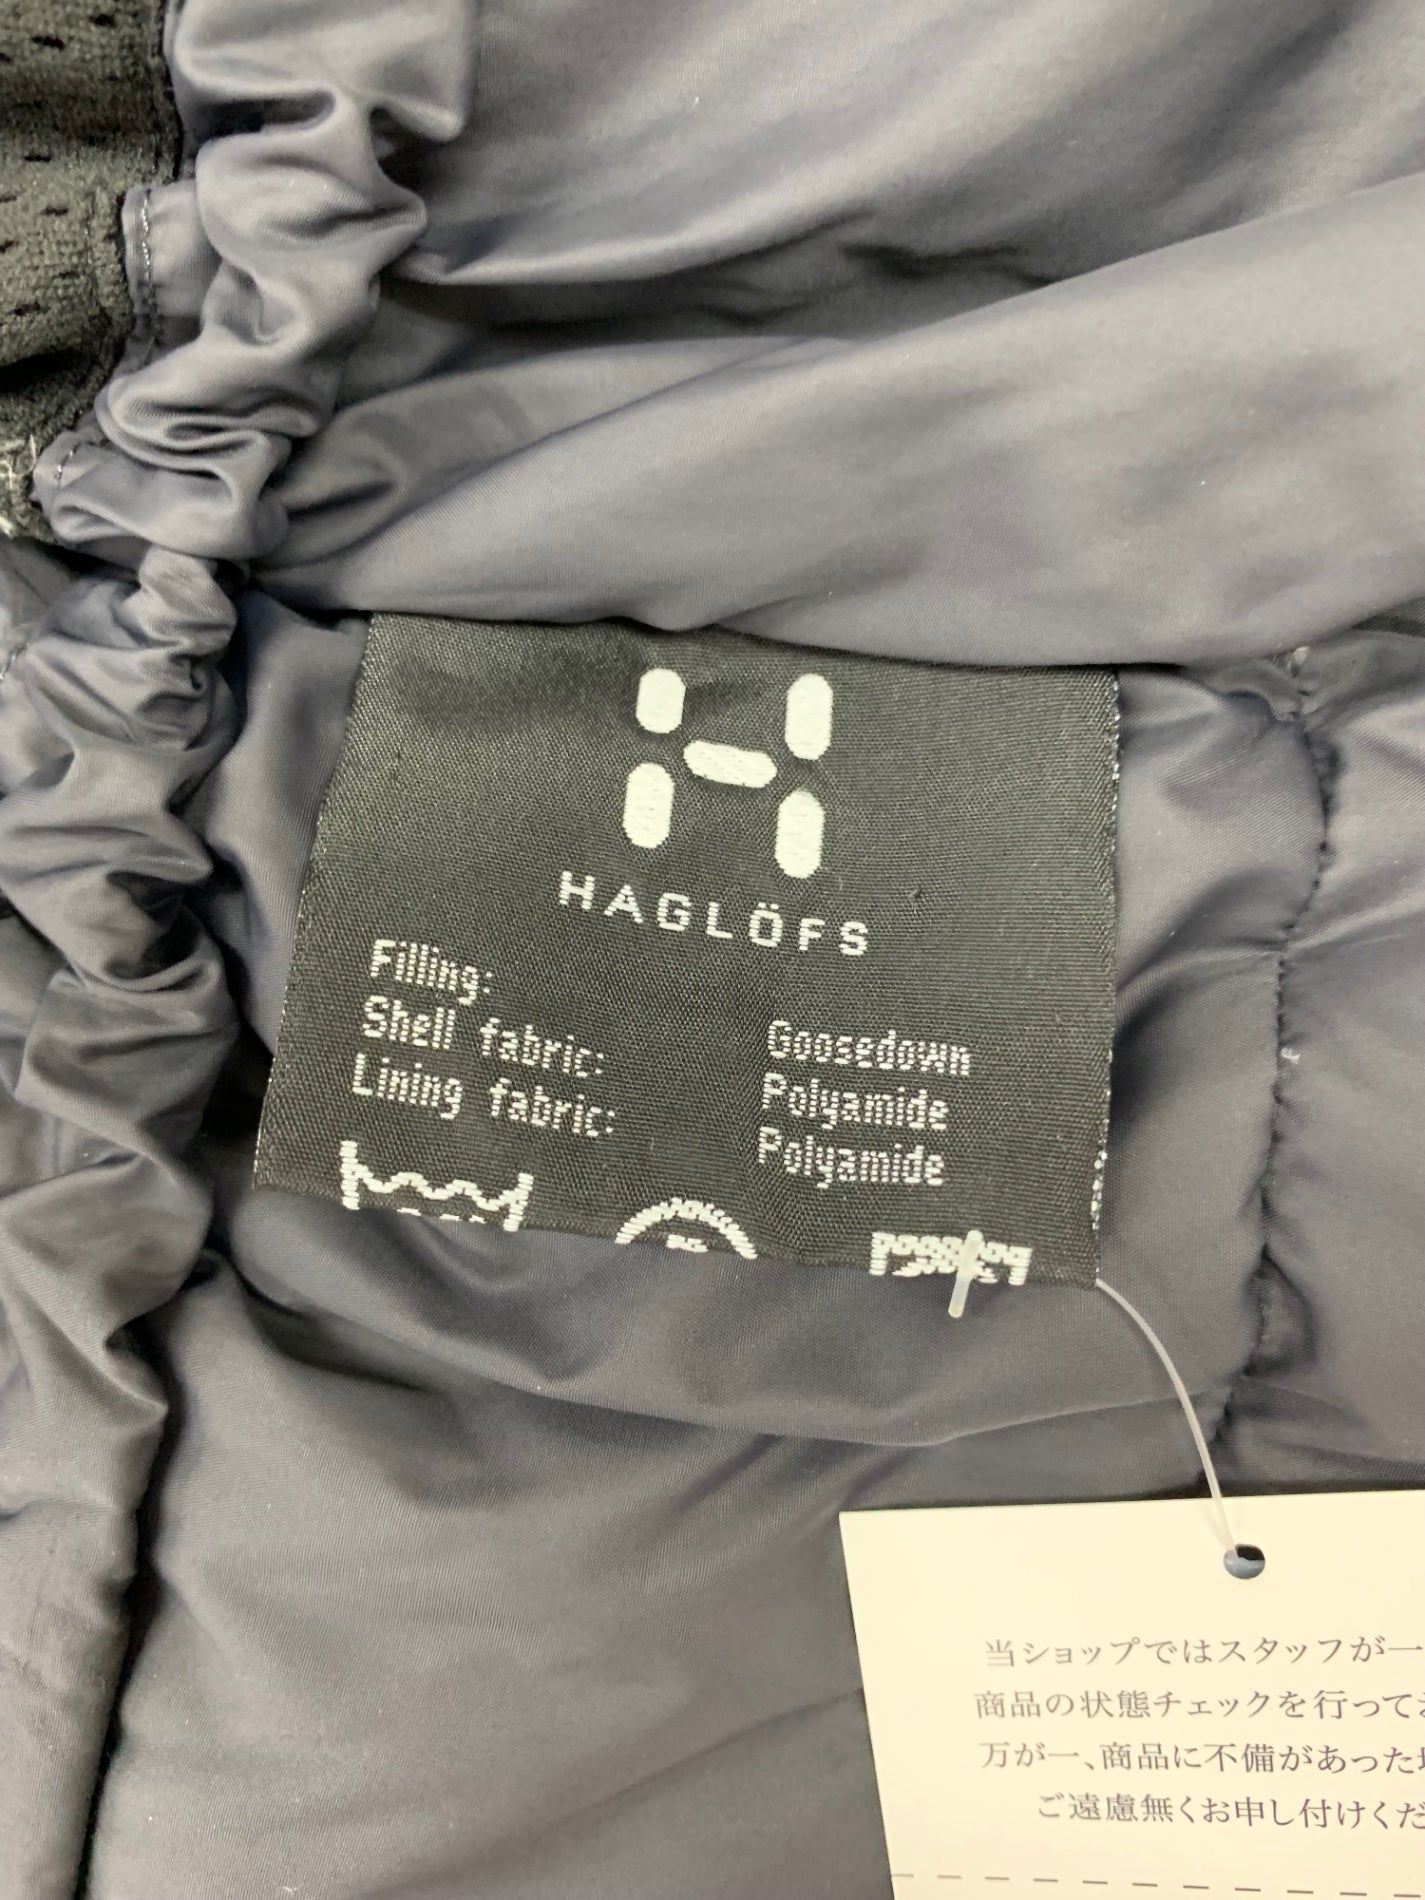 HAGLÖFS
Filling:
Goosedown
Shell fabric:
Polyamide
Lining fabric:
Polyamide
当ショップではスタッフが一
商品の状態チェックを行って
万が一、商品に不備があった
ご遠慮無くお申し付けくだ